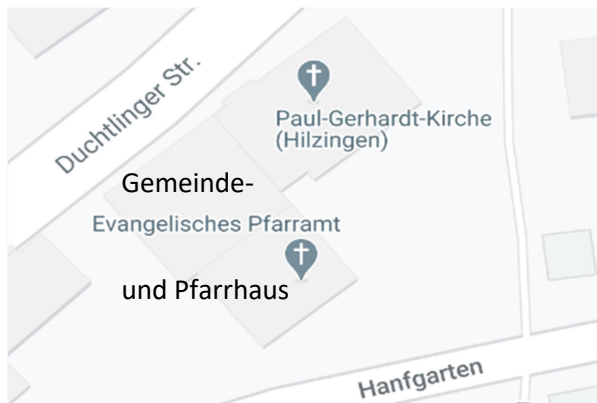 Duchtlinger Str.
Paul-Gerhardt-Kirche
(Hilzingen)
Gemeinde-
Evangelisches Pfarramt
und Pfarrhaus
Hanfgarten